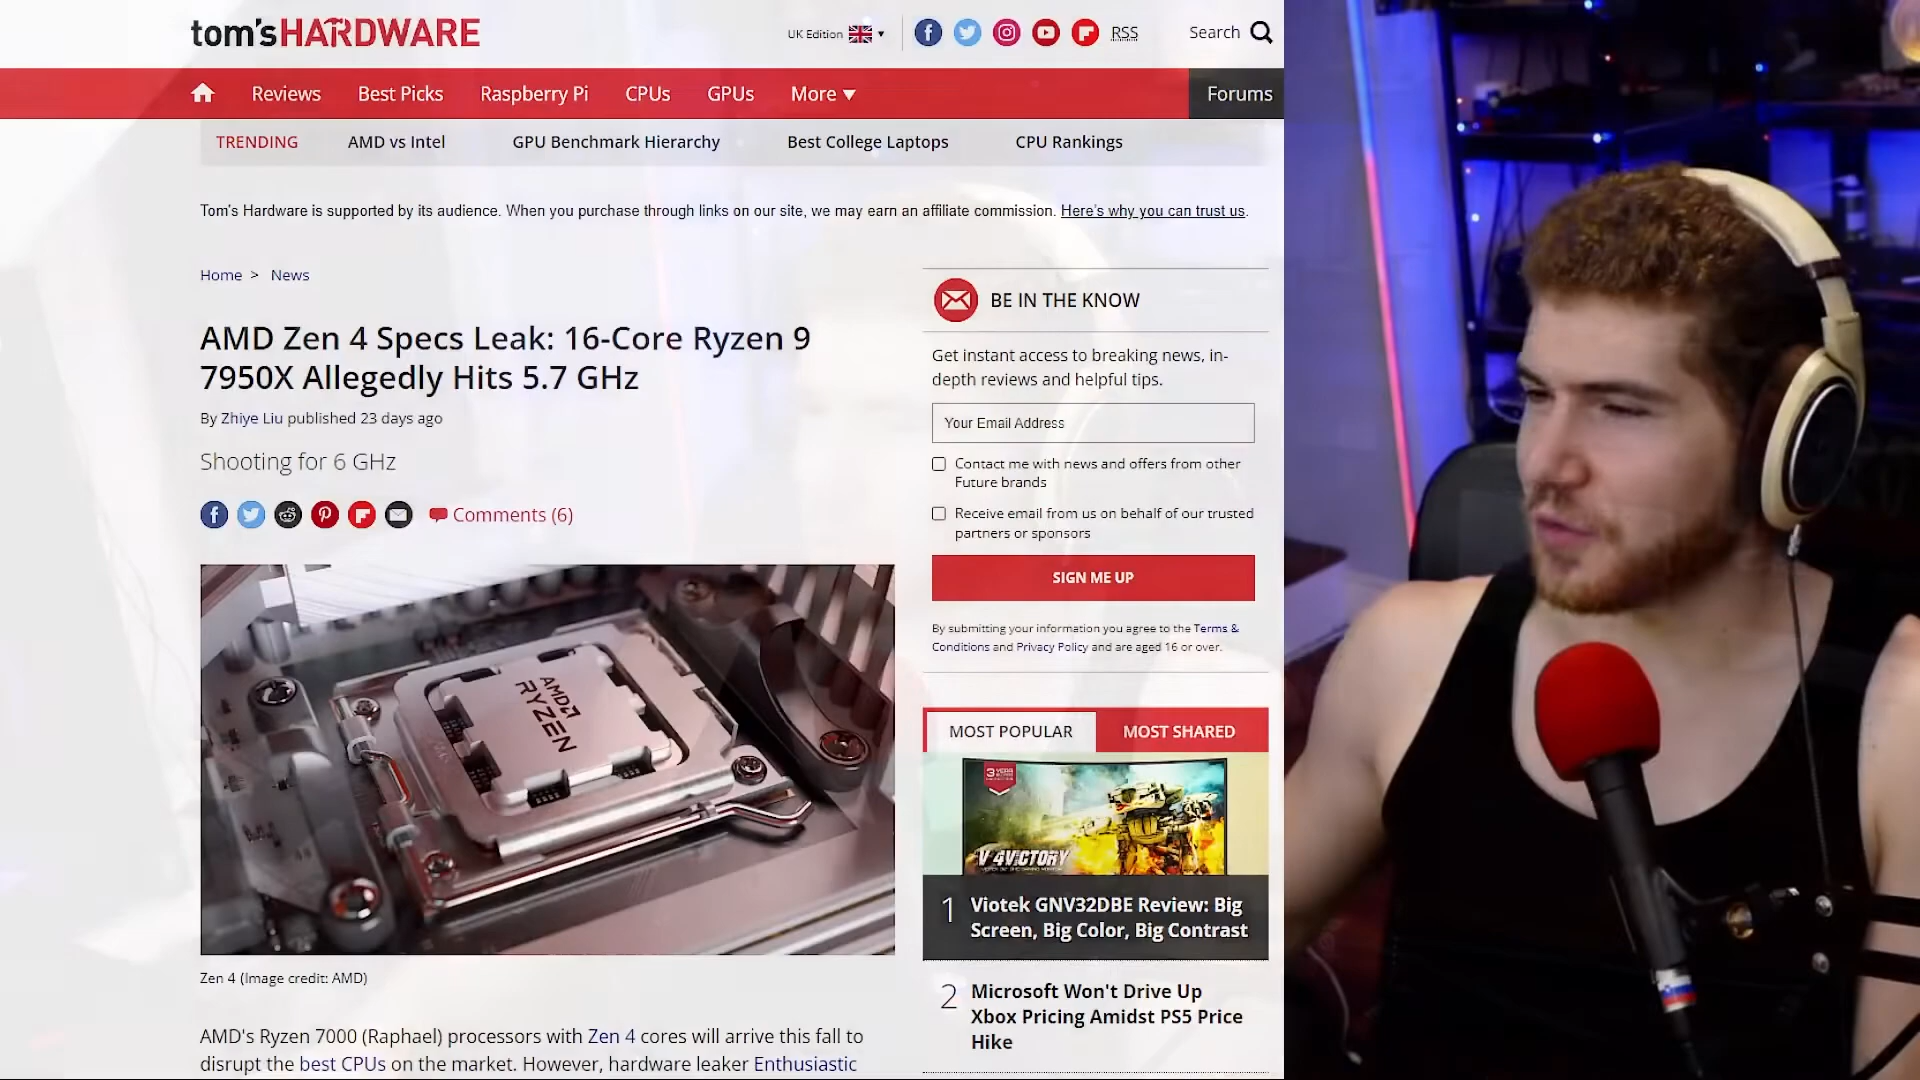 tom'sHARDWARE
UK Edition
RSS
Search
Reviews
Best Picks
Raspberry Pi
CPUs
GPUs
More
Forums
TRENDING
AMD vs Intel
GPU Benchmark Hierarchy
Best College Laptops
CPU Rankings
Tom's Hardware is supported by its audience. When you purchase through links on our site, we may earn an affiliate commission. Here's why you can trust us.
Home > News
AMD Zen 4 Specs Leak: 16-Core Ryzen 9
7950X Allegedly Hits 5.7 GHz
By Zhiye Liu published 23 days ago
Shooting for 6 GHz
Comments (6)
AMD
RYZEN
Zen 4 (Image credit: AMD)
AMD's Ryzen 7000 (Raphael) processors with Zen 4 cores will arrive this fall to
disrupt the best CPUs on the market. However, hardware leaker Enthusiastic
BE IN THE KNOW
Get instant access to breaking news, in-
depth reviews and helpful tips.
Your Email Address
Contact me with news and offers from other
Future brands
Receive email from us on behalf of our trusted
partners or sponsors
SIGN ME UP
By submitting your information you agree to the Terms &
Conditions and Privacy Policy and are aged 16 or over.
MOST POPULAR
MOST SHARED
3 YEAR
V4VICTORY
1
Viotek GNV32DBE Review: Big
Screen, Big Color, Big Contrast
2
Microsoft Won't Drive Up
Xbox Pricing Amidst PS5 Price
Hike